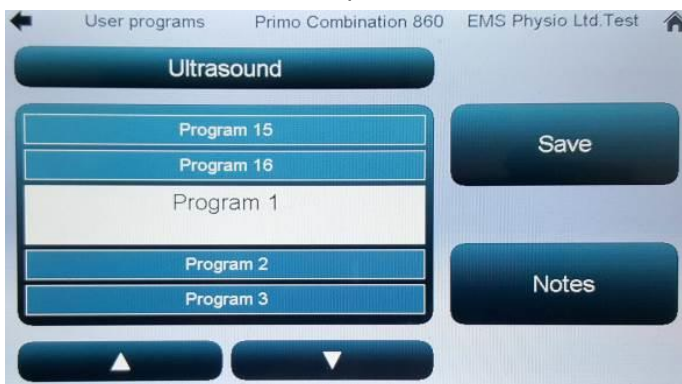 User programs Primo Combination 860 EMS Physio Ltd.Test
Ultrasound
Program 15
Program 16
Program 1
Program 2
Program 3
Save
Notes